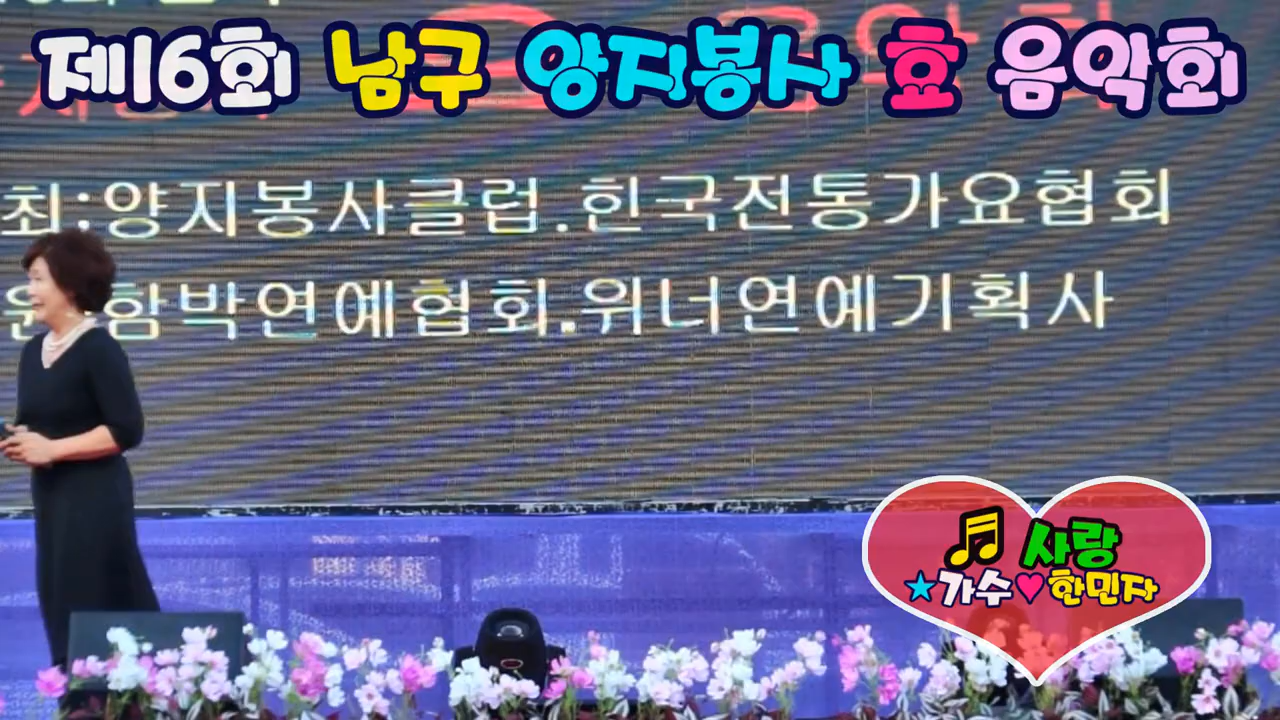 제16회 남구 양지봉사 효 음악회
최:양지봉사클럽.힌국전통가요협회
원 함박연예협회.위너연예기획사
♬ 사랑
★가수♥한민자